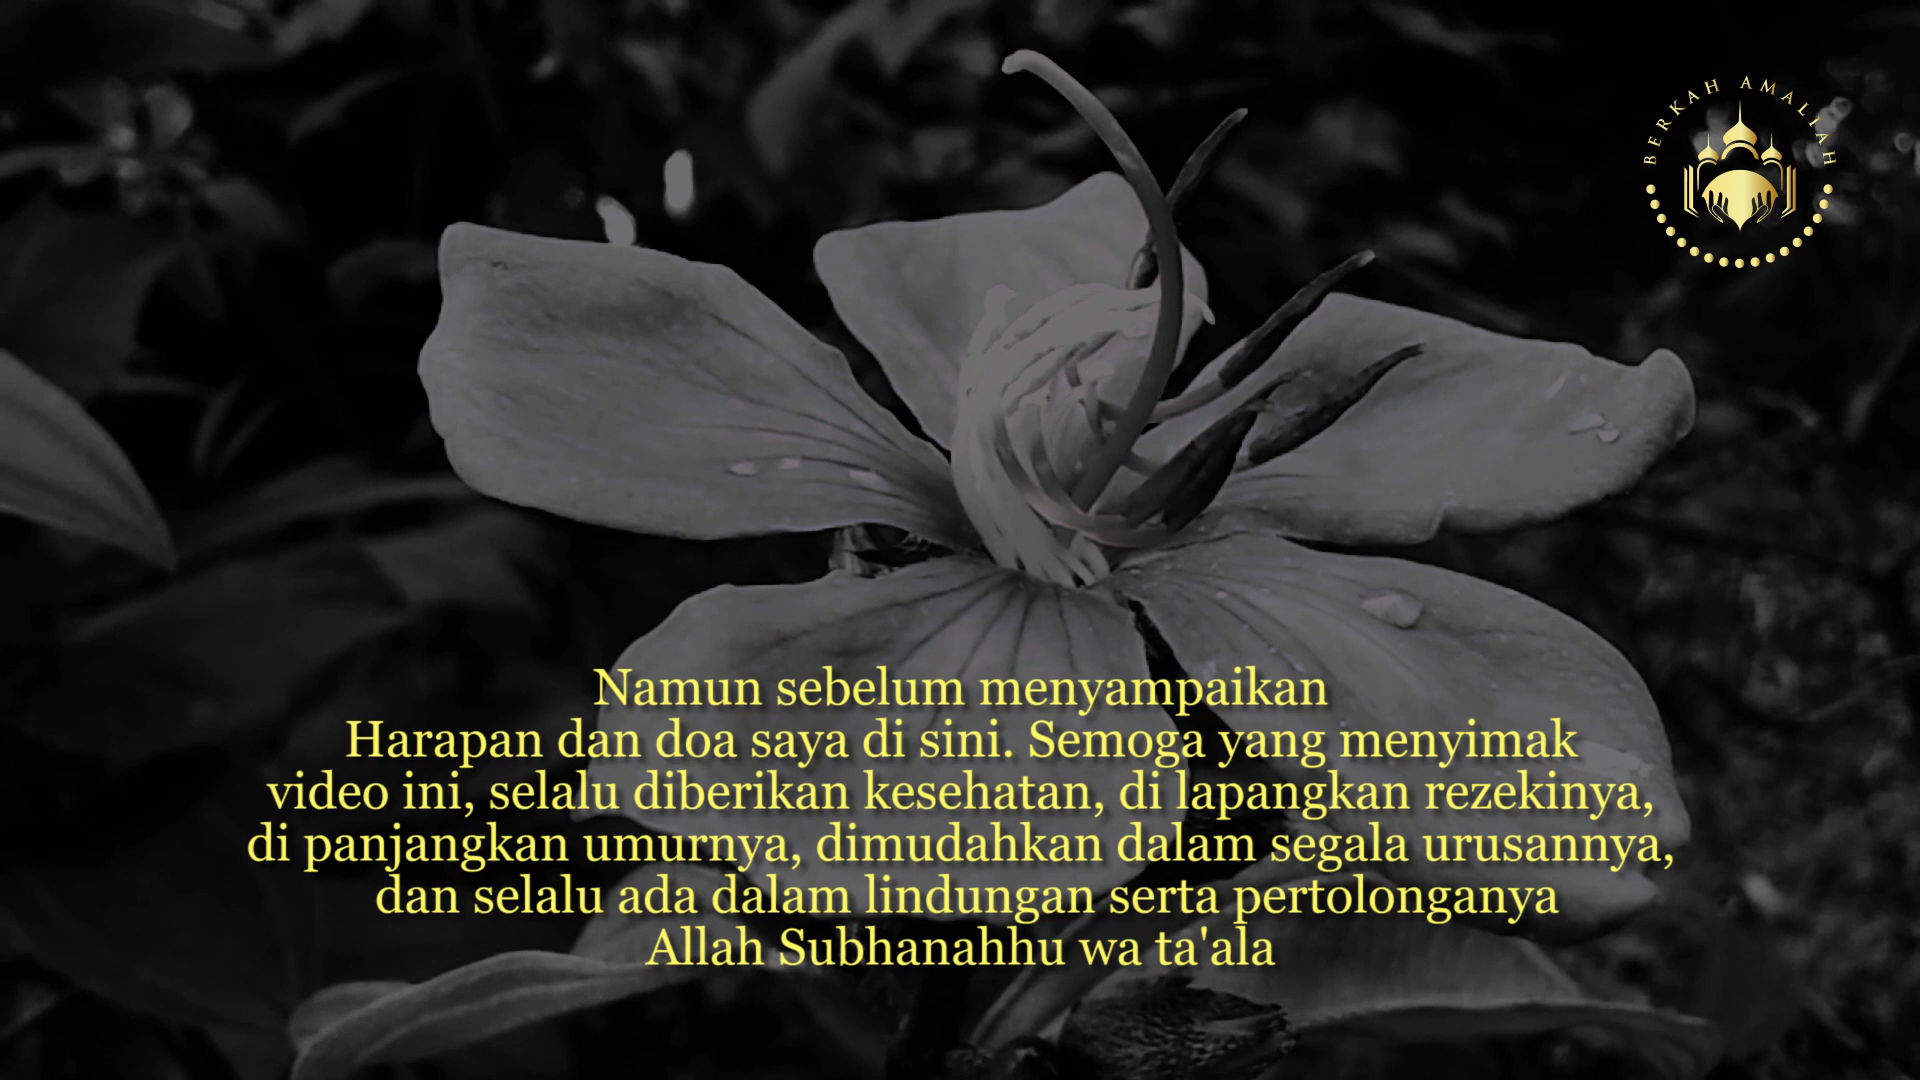 BERKAH AMALIAH
Namun sebelum menyampaikan
Harapan dan doa saya di sini. Semoga yang menyimak
video ini, selalu diberikan kesehatan, di lapangkan rezekinya,
di panjangkan umurnya, dimudahkan dalam segala urusannya,
dan selalu ada dalam lindungan serta pertolonganya
Allah Subhanahhu wa ta'ala